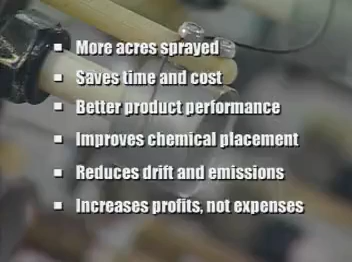 ▪ More acres sprayed
▪ Saves time and cost
▪ Better product performance
▪ Improves chemical placement
▪ Reduces drift and emissions
▪ Increases profits, not expenses